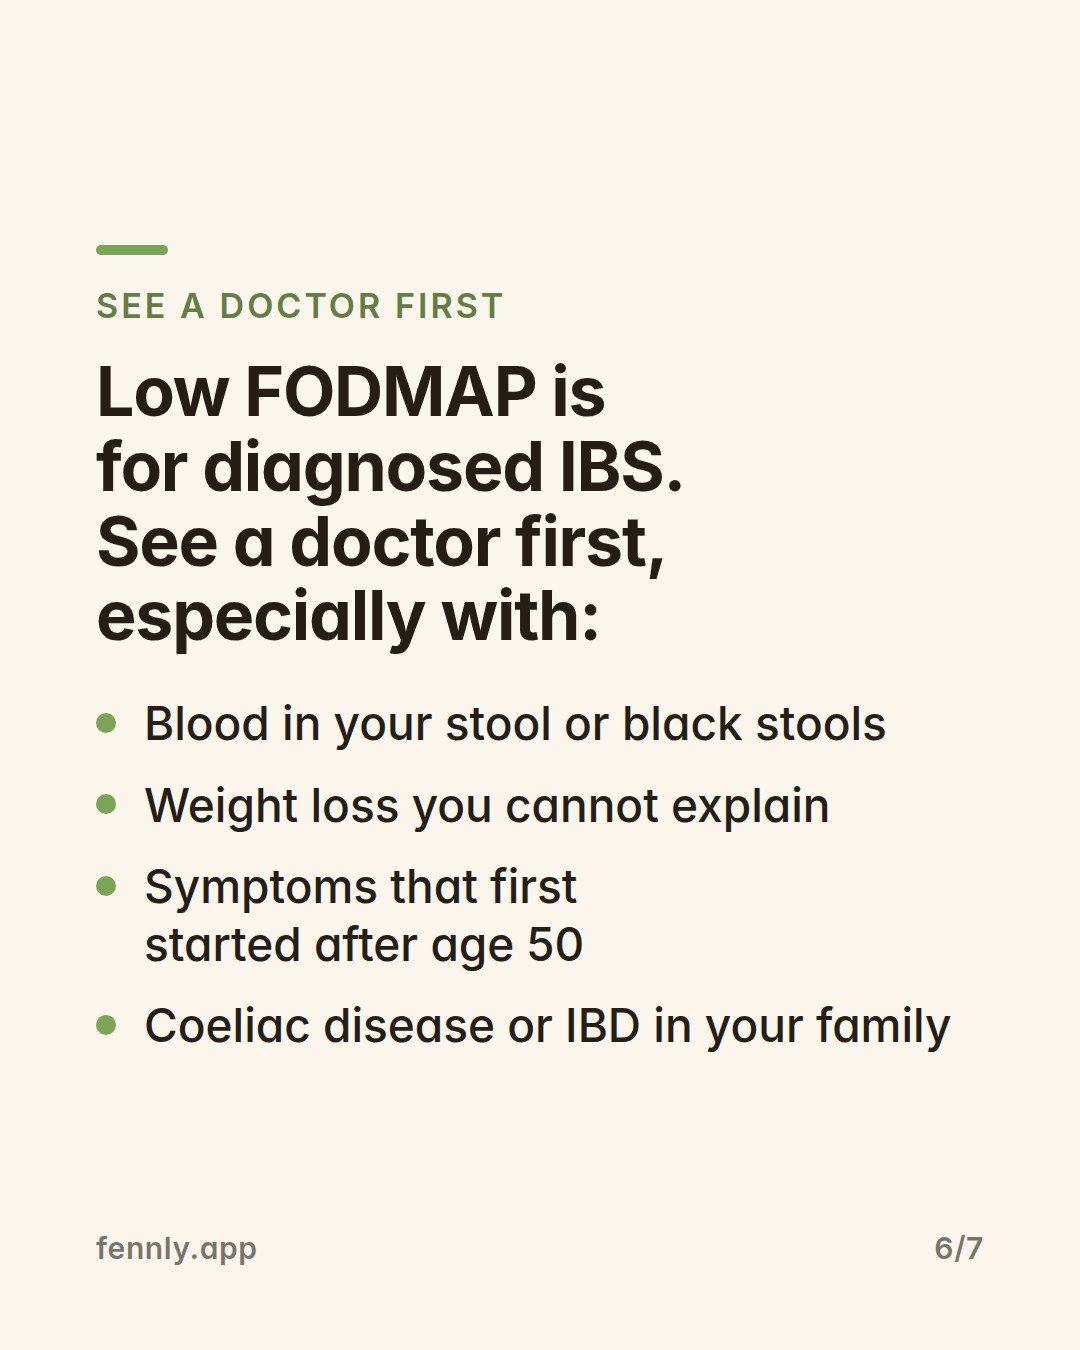 SEE A DOCTOR FIRST
Low FODMAP is
for diagnosed IBS.
See a doctor first,
especially with:
Blood in your stool or black stools
Weight loss you cannot explain
Symptoms that first
started after age 50
Coeliac disease or IBD in your family
fennly.app
6/7